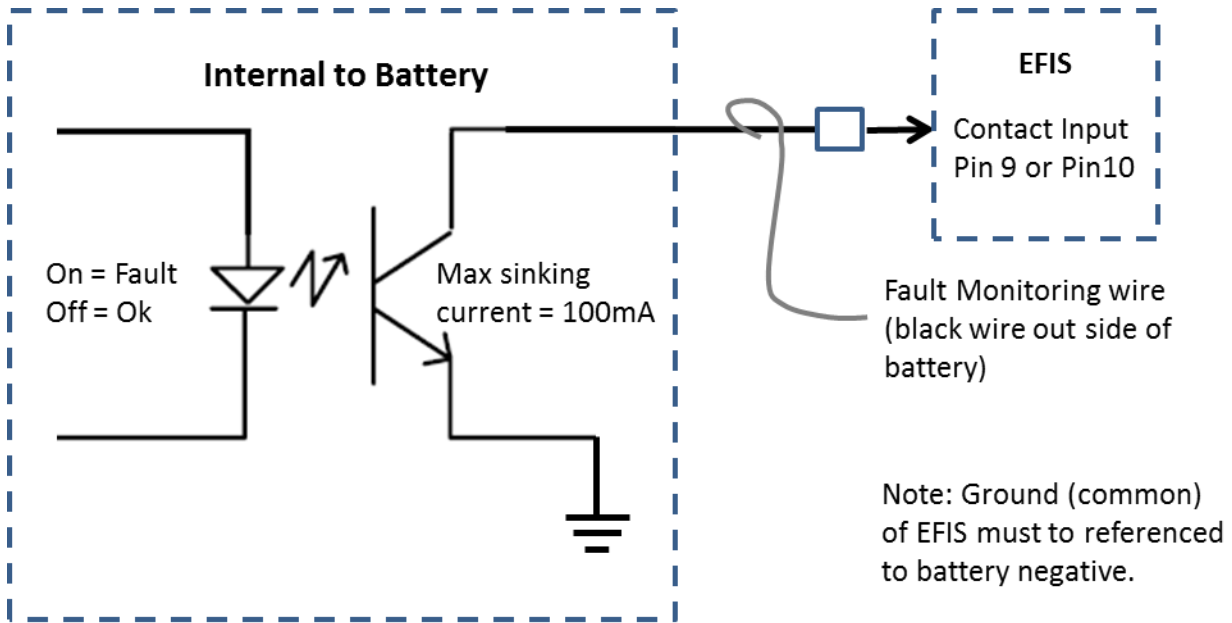 Internal to Battery
EFIS
Contact Input
Pin 9 or Pin10
On = Fault
Off = Ok
Max sinking
current = 100mA
Fault Monitoring wire
(black wire out side of
battery)
Note: Ground (common)
of EFIS must to referenced
to battery negative.